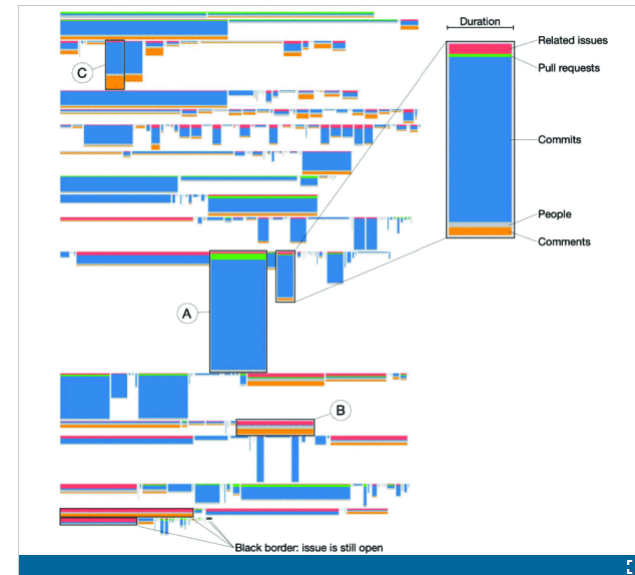 Duration
Related issues
Pull requests
C
Commits
People
Comments
A
B
Black border: issue is still open